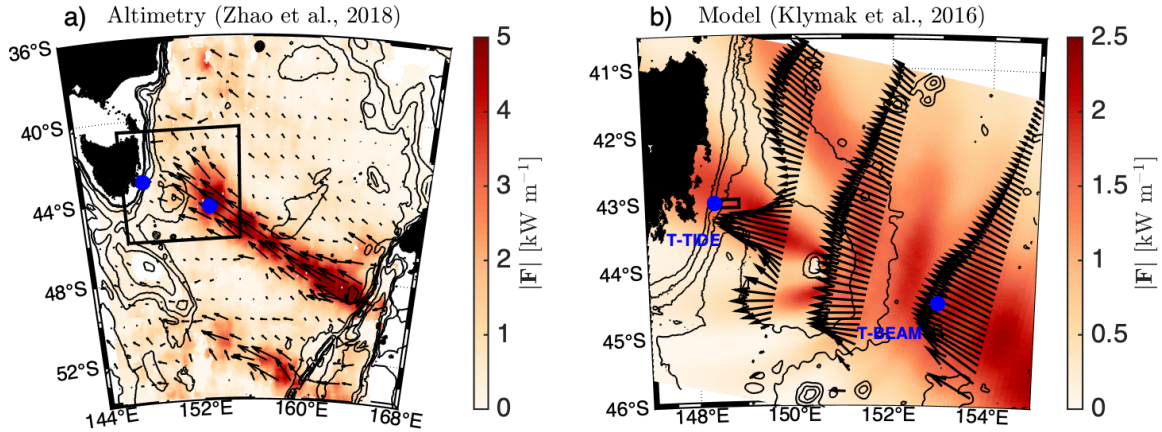 a) Altimetry (Zhao et al., 2018)
36°S
40°S
44°S
48°S
52°S
144°E
152°E
160°E
168°E
5
4
3
2
1
0
|F| [kW m⁻¹]
b) Model (Klymak et al., 2016)
41°S
42°S
43°S
44°S
45°S
46°S
148°E
150°E
152°E
154°E
T-TIDE
T-BEAM
2.5
2
1.5
1
0.5
0
|F| [kW m⁻¹]